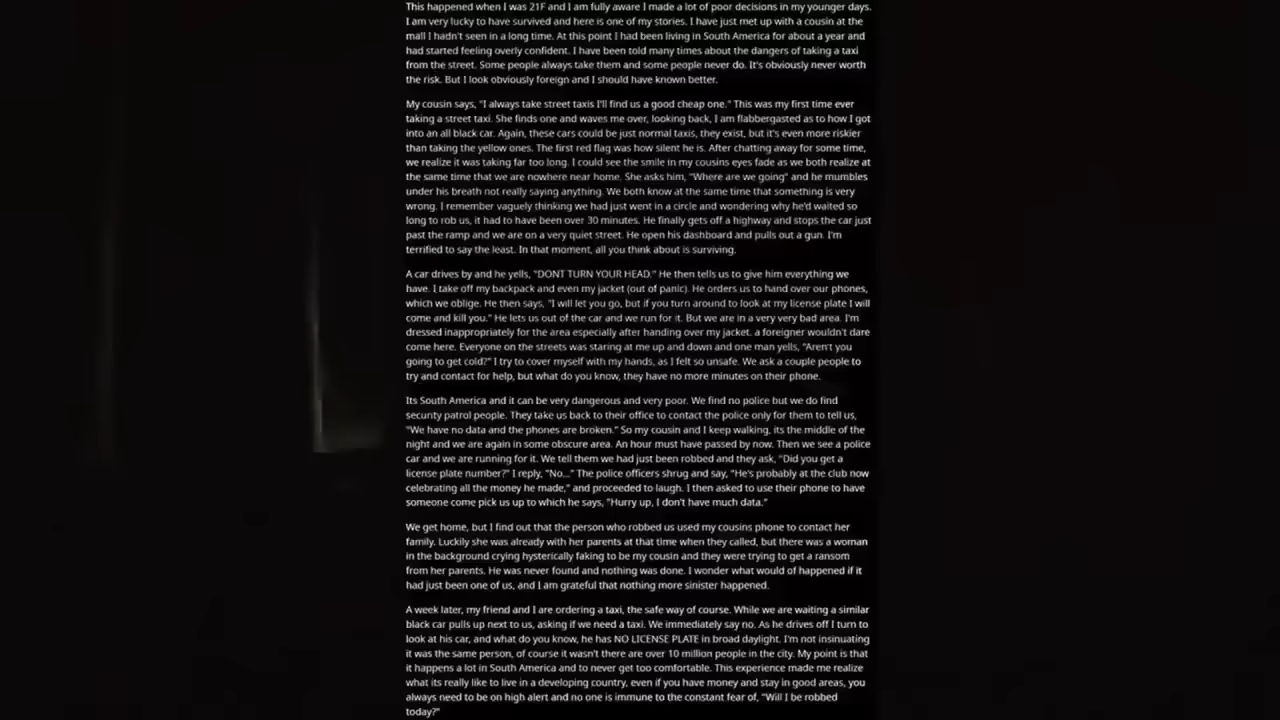 This happened when I was 21F and I am fully aware I made a lot of poor decisions in my younger days.
I am very lucky to have survived and here is one of my stories. I have just met up with a cousin at the
mall I hadn't seen in a long time. At this point I had been living in South America for about a year and
had started feeling overly confident. I have been told many times about the dangers of taking a taxi
from the street. Some people always take them and some people never do. It's obviously never worth
the risk. But I look obviously foreign and I should have known better.
My cousin says, "I always take street taxis I'll find us a good cheap one." This was my first time ever
taking a street taxi. She finds one and waves me over, looking back, I am flabbergasted as to how I got
into an all black car. Again, these cars could be just normal taxis, they exist, but it's even more riskier
than taking the yellow ones. The first red flag was how silent he is. After chatting away for some time,
we realize it was taking far too long. I could see the smile in my cousins eyes fade as we both realize at
the same time that we are nowhere near home. She asks him, "Where are we going" and he mumbles
under his breath not really saying anything. We both know at the same time that something is very
wrong. I remember vaguely thinking we had just went in a circle and wondering why he'd waited so
long to rob us, it had to have been over 30 minutes. He finally gets off a highway and stops the car just
past the ramp and we are on a very quiet street. He open his dashboard and pulls out a gun. I'm
terrified to say the least. In that moment, all you think about is surviving.
A car drives by and he yells, "DONT TURN YOUR HEAD." He then tells us to give him everything we
have. I take off my backpack and even my jacket (out of panic). He orders us to hand over our phones,
which we oblige. He then says, "I will let you go, but if you turn around to look at my license plate I will
come and kill you." He lets us out of the car and we run for it. But we are in a very very bad area. I'm
dressed inappropriately for the area especially after handing over my jacket. a foreigner wouldn't dare
come here. Everyone on the streets was staring at me up and down and one man yells, "Aren't you
going to get cold?" I try to cover myself with my hands, as I felt so unsafe. We ask a couple people to
try and contact for help, but what do you know, they have no more minutes on their phone.
Its South America and it can be very dangerous and very poor. We find no police but we do find
security patrol people. They take us back to their office to contact the police only for them to tell us,
"We have no data and the phones are broken." So my cousin and I keep walking, its the middle of the
night and we are again in some obscure area. An hour must have passed by now. Then we see a police
car and we are running for it. We tell them we had just been robbed and they ask, "Did you get a
license plate number?" I reply, "No..." The police officers shrug and say, "He's probably at the club now
celebrating all the money he made," and proceeded to laugh. I then asked to use their phone to have
someone come pick us up to which he says, "Hurry up, I don't have much data."
We get home, but I find out that the person who robbed us used my cousins phone to contact her
family. Luckily she was already with her parents at that time when they called, but there was a woman
in the background crying hysterically faking to be my cousin and they were trying to get a ransom
from her parents. He was never found and nothing was done. I wonder what would of happened if it
had just been one of us, and I am grateful that nothing more sinister happened.
A week later, my friend and I are ordering a taxi, the safe way of course. While we are waiting a similar
black car pulls up next to us, asking if we need a taxi. We immediately say no. As he drives off I turn to
look at his car, and what do you know, he has NO LICENSE PLATE in broad daylight. I'm not insinuating
it was the same person, of course it wasn't there are over 10 million people in the city. My point is that
it happens a lot in South America and to never get too comfortable. This experience made me realize
what its really like to live in a developing country, even if you have money and stay in good areas, you
always need to be on high alert and no one is immune to the constant fear of, "Will I be robbed
today?"